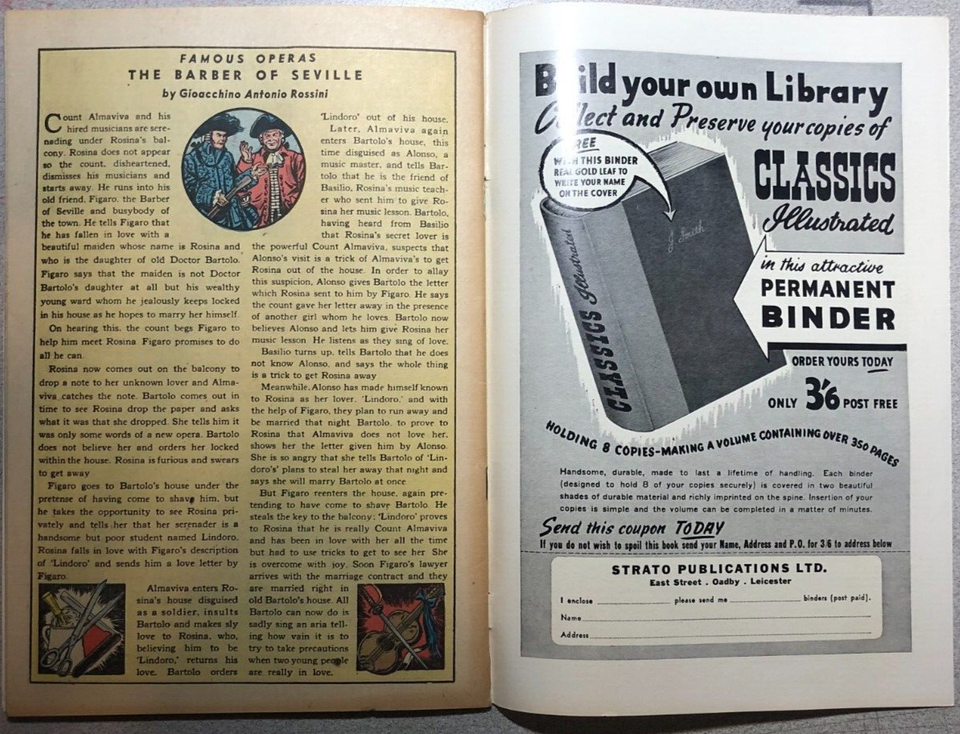 FAMOUS OPERAS
THE BARBER OF SEVILLE
by Gioacchino Antonio Rossini
Count Almaviva and his
hired musicians are sere-
nading under Rosina's bal-
cony. Rosina does not appear
so the count, disheartened,
dismisses his musicians and
starts away. He runs into his
old friend, Figaro, the Barber
of Seville and busybody of
the town. He tells Figaro that
he has fallen in love with a
beautiful maiden whose name is Rosina and
who is the daughter of old Doctor Bartolo.
Figaro says that the maiden is not Doctor
Bartolo's daughter at all but his wealthy
young ward whom he jealously keeps locked
in his house as he hopes to marry her himself.
On hearing this, the count begs Figaro to
help him meet Rosina. Figaro promises to do
all he can.
Rosina now comes out on the balcony to
drop a note to her unknown lover and Alma-
viva catches the note. Bartolo comes out in
time to see Rosina drop the paper and asks
what it was that she dropped. She tells him it
was only some words of a new opera. Bartolo
does not believe her and orders her locked
within the house. Rosina is furious and swears
to get away
Figaro goes to Bartolo's house under the
pretense of having come to shave him, but
he takes the opportunity to see Rosina pri-
vately and tells her that her serenader is a
handsome but poor student named Lindoro.
Rosina falls in love with Figaro's description
of 'Lindoro' and sends him a love letter by
Figaro.
Almaviva enters Ro-
sina's house disguised
as a soldier, insults
Bartolo and makes sly
love to Rosina, who,
believing him to be
'Lindoro,' returns his
love. Bartolo orders
'Lindoro' out of his house.
Later, Almaviva again
enters Bartolo's house, this
time disguised as Alonso, a
music master, and tells Bar-
tolo that he is the friend of
Basilio, Rosina's music teach-
er who sent him to give Ro-
sina her music lesson. Bartolo,
having heard from Basilio
that Rosina's secret lover is
the powerful Count Almaviva, suspects that
Alonso's visit is a trick of Almaviva's to get
Rosina out of the house. In order to allay
this suspicion, Alonso gives Bartolo the letter
which Rosina sent to him by Figaro. He says
the count gave her letter away in the presence
of another girl whom he loves. Bartolo now
believes Alonso and lets him give Rosina her
music lesson. He listens as they sing of love.
Basilio turns up, tells Bartolo that he does
not know Alonso, and says the whole thing
is a trick to get Rosina away
Meanwhile, Alonso has made himself known
to Rosina as her lover, 'Lindoro,' and with
the help of Figaro, they plan to run away and
be married that night. Bartolo, to prove
to Rosina that Almaviva does not love her,
shows her the letter given him by Alonso.
She is so angry that she tells Bartolo of 'Lin-
doro's' plans to steal her away that night and
says she will marry Bartolo at once.
But Figaro reenters the house, again pre-
tending to have come to shave Bartolo. He
steals the key to the balcony; 'Lindoro' proves
to Rosina that he is really Count Almaviva
and has been in love with her all the time
but had to use tricks to get to see her. She
is overcome with joy. Soon Figaro's lawyer
arrives with the marriage contract and they
are married right in
old Bartolo's house. All
Bartolo can now do is
sadly sing an aria tell-
ing how vain it is to
try to take precautions
when two young people
are really in love.
Build your own Library
Collect and Preserve your copies of
CLASSICS
Illustrated
FREE
WITH THIS BINDER
REAL GOLD LEAF TO
WRITE YOUR NAME
ON THE COVER
Smith
CLASSICS Illustrated
in this attractive
PERMANENT
BINDER
ORDER YOURS TODAY
ONLY 3'6 POST FREE
HOLDING 8 COPIES-MAKING A VOLUME CONTAINING OVER 350 PAGES
Handsome, durable, made to last a lifetime of handling. Each binder
(designed to hold 8 of your copies securely) is covered in two beautiful
shades of durable material and richly imprinted on the spine. Insertion of your
copies is simple and the volume can be completed in a matter of minutes.
Send this coupon TODAY
If you do not wish to spoil this book send your Name, Address and P.O. for 3/6 to address below
STRATO PUBLICATIONS LTD.
East Street . Oadby . Leicester
I enclose please send me binders (post paid).
Name
Address